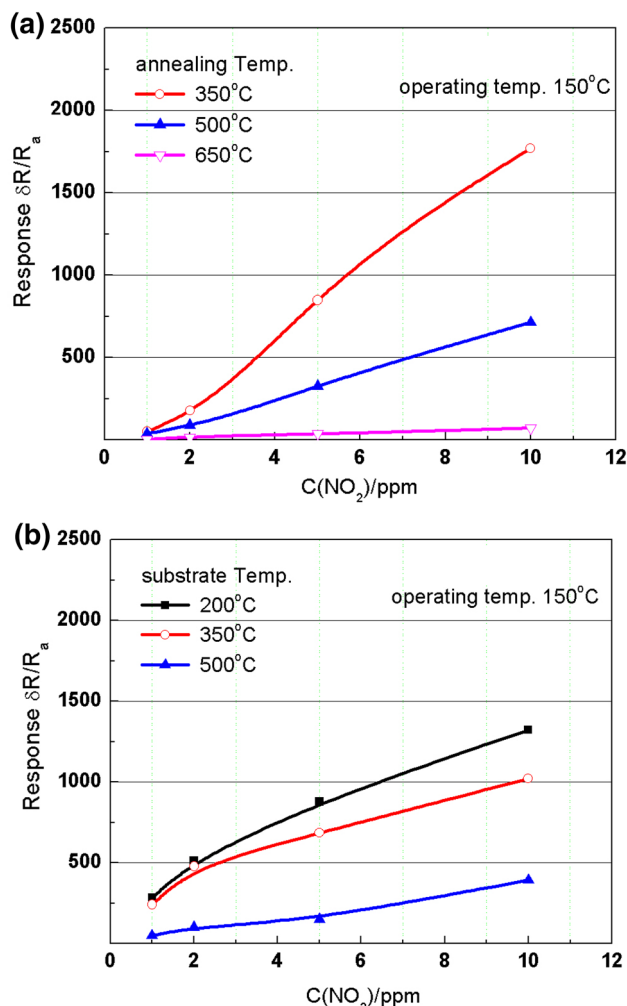 (a)
2500
2000
1500
1000
500
0 2 4 6 8 10 12
Response δR/Ra
C(NO2)/ppm
annealing Temp.
350°C
500°C
650°C
operating temp. 150°C
(b)
2500
2000
1500
1000
500
0
0 2 4 6 8 10 12
Response δR/Ra
C(NO2)/ppm
substrate Temp.
200°C
350°C
500°C
operating temp. 150°C